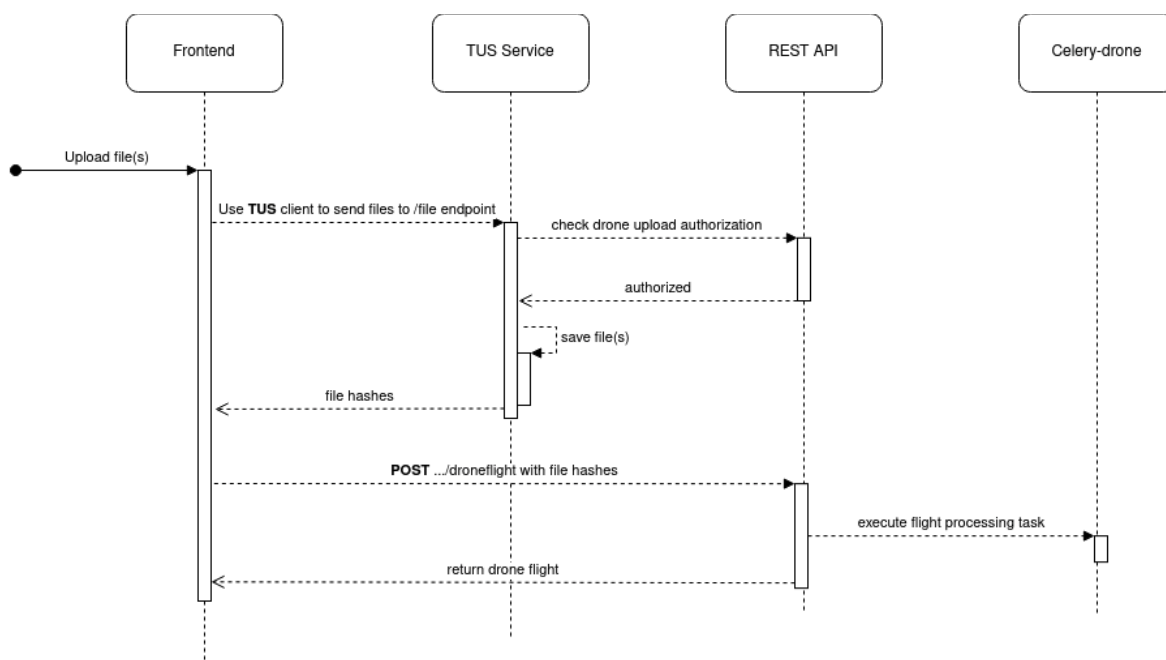 Frontend
TUS Service
REST API
Celery-drone
Upload file(s)
Use TUS client to send files to /file endpoint
check drone upload authorization
authorized
save file(s)
file hashes
POST .../droneflight with file hashes
execute flight processing task
return drone flight